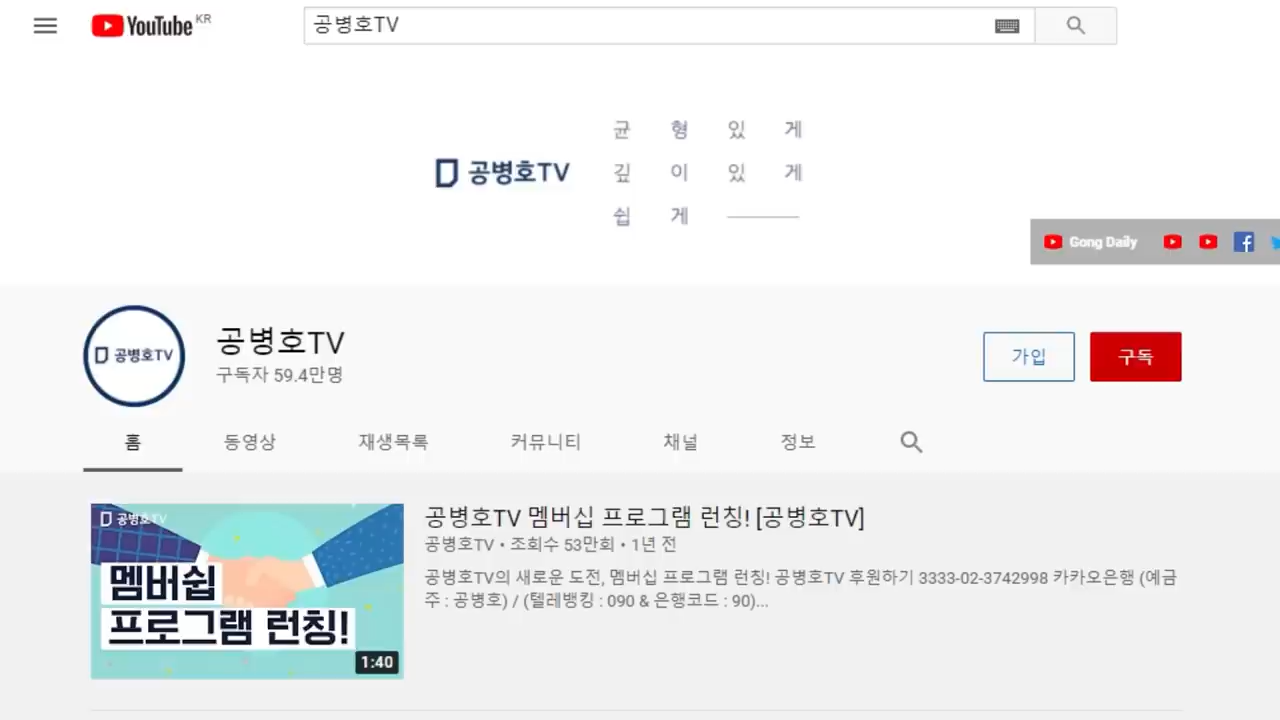 YouTube KR
공병호TV
균형있게
공병호TV 깊이있게
쉽게
Gong Daily
공병호TV
공병호TV
구독자 59.4만명
가입
구독
홈 동영상 재생목록 커뮤니티 채널 정보
공병호TV
멤버쉽
프로그램 런칭!
1:40
공병호TV 멤버십 프로그램 런칭! [공병호TV]
공병호TV • 조회수 53만회 • 1년 전
공병호TV의 새로운 도전, 멤버십 프로그램 런칭! 공병호TV 후원하기 3333-02-3742998 카카오은행 (예금
주 : 공병호) / (텔레뱅킹 : 090 & 은행코드 : 90)...